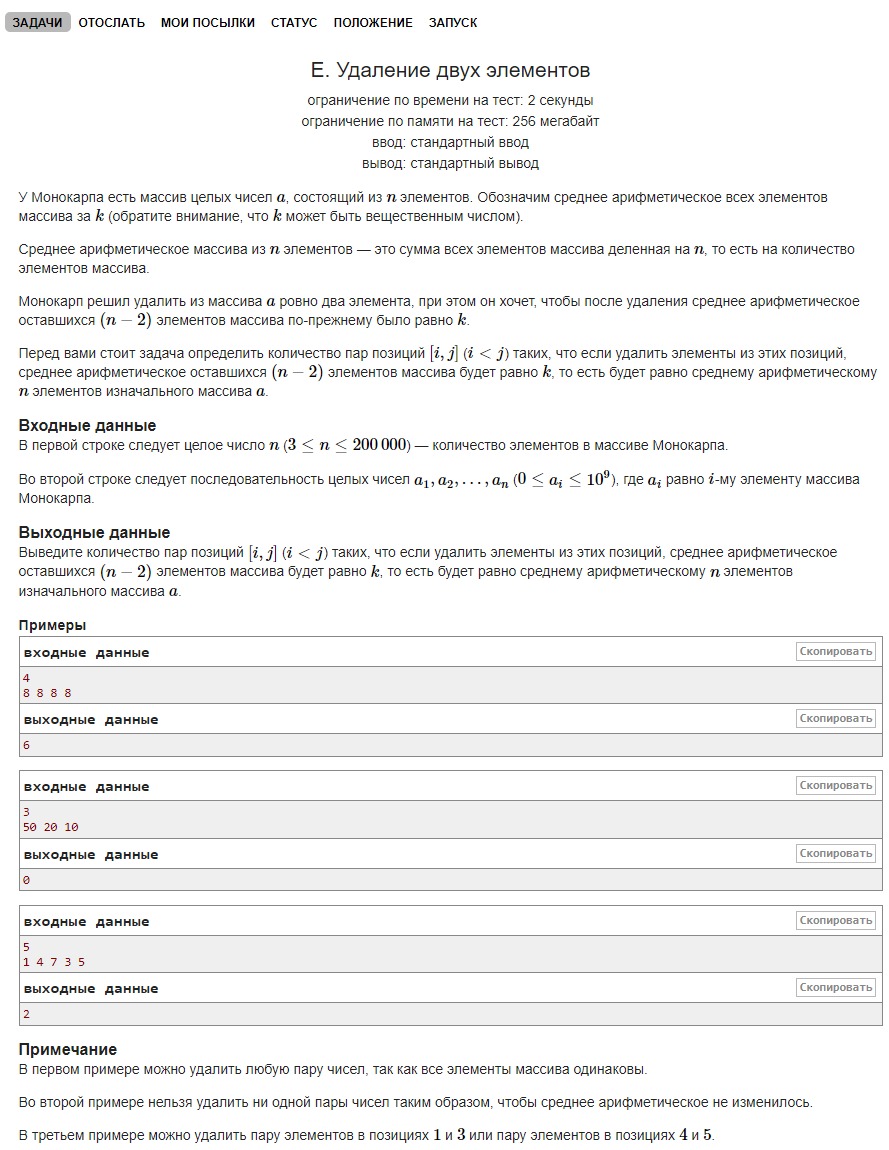 ЗАДАЧИ ОТОСЛАТЬ МОИ ПОСЫЛКИ СТАТУС ПОЛОЖЕНИЕ ЗАПУСК
E. Удаление двух элементов
ограничение по времени на тест: 2 секунды
ограничение по памяти на тест: 256 мегабайт
ввод: стандартный ввод
вывод: стандартный вывод
У Монокарпа есть массив целых чисел a, состоящий из n элементов. Обозначим среднее арифметическое всех элементов
массива за k (обратите внимание, что k может быть вещественным числом).
Среднее арифметическое массива из n элементов — это сумма всех элементов массива деленная на n, то есть на количество
элементов массива.
Монокарп решил удалить из массива a ровно два элемента, при этом он хочет, чтобы после удаления среднее арифметическое
оставшихся (n − 2) элементов массива по-прежнему было равно k.
Перед вами стоит задача определить количество пар позиций [i, j] (i < j) таких, что если удалить элементы из этих позиций,
среднее арифметическое оставшихся (n − 2) элементов массива будет равно k, то есть будет равно среднему арифметическому
n элементов изначального массива a.
Входные данные
В первой строке следует целое число n (3 ≤ n ≤ 200 000) — количество элементов в массиве Монокарпа.
Во второй строке следует последовательность целых чисел a₁, a₂, . . . , aₙ (0 ≤ aᵢ ≤ 10⁹), где aᵢ равно i-му элементу массива
Монокарпа.
Выходные данные
Выведите количество пар позиций [i, j] (i < j) таких, что если удалить элементы из этих позиций, среднее арифметическое
оставшихся (n − 2) элементов массива будет равно k, то есть будет равно среднему арифметическому n элементов
изначального массива a.
Примеры
входные данные Скопировать
4
8 8 8 8
выходные данные Скопировать
6
входные данные Скопировать
3
50 20 10
выходные данные Скопировать
0
входные данные Скопировать
5
1 4 7 3 5
выходные данные Скопировать
2
Примечание
В первом примере можно удалить любую пару чисел, так как все элементы массива одинаковы.
Во второй примере нельзя удалить ни одной пары чисел таким образом, чтобы среднее арифметическое не изменилось.
В третьем примере можно удалить пару элементов в позициях 1 и 3 или пару элементов в позициях 4 и 5.